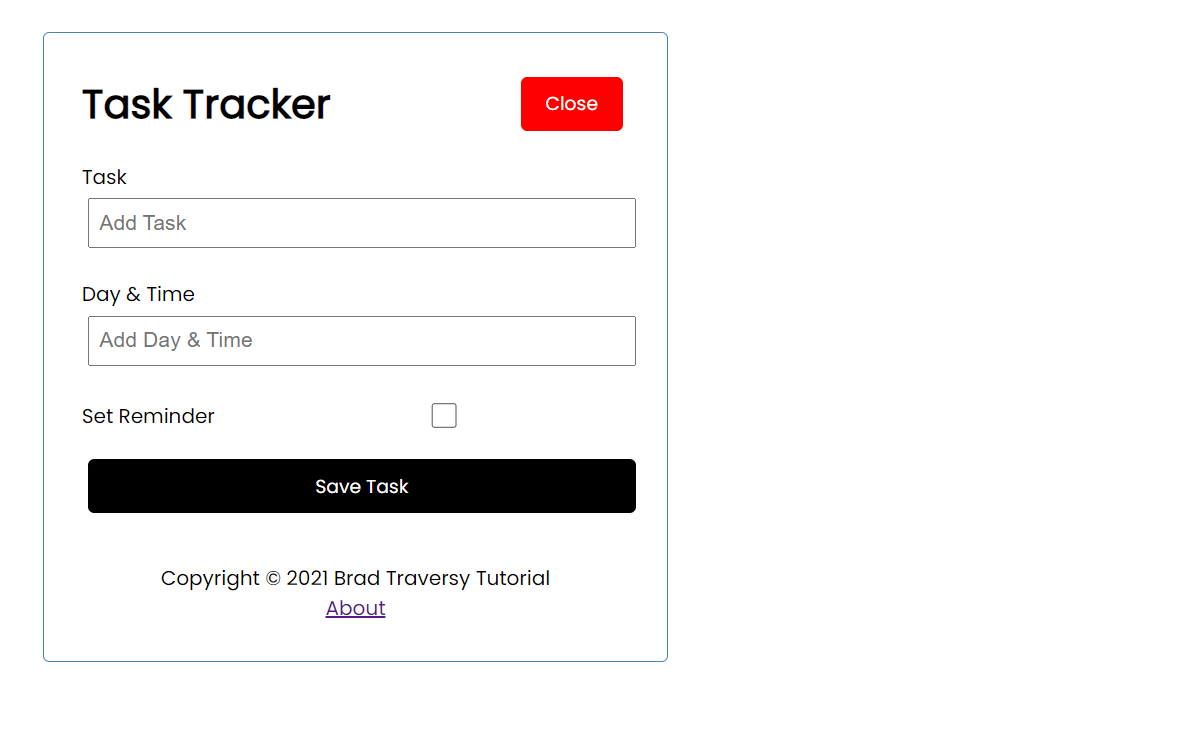 Task Tracker
Close
Task
Add Task
Day & Time
Add Day & Time
Set Reminder
Save Task
Copyright © 2021 Brad Traversy Tutorial
About